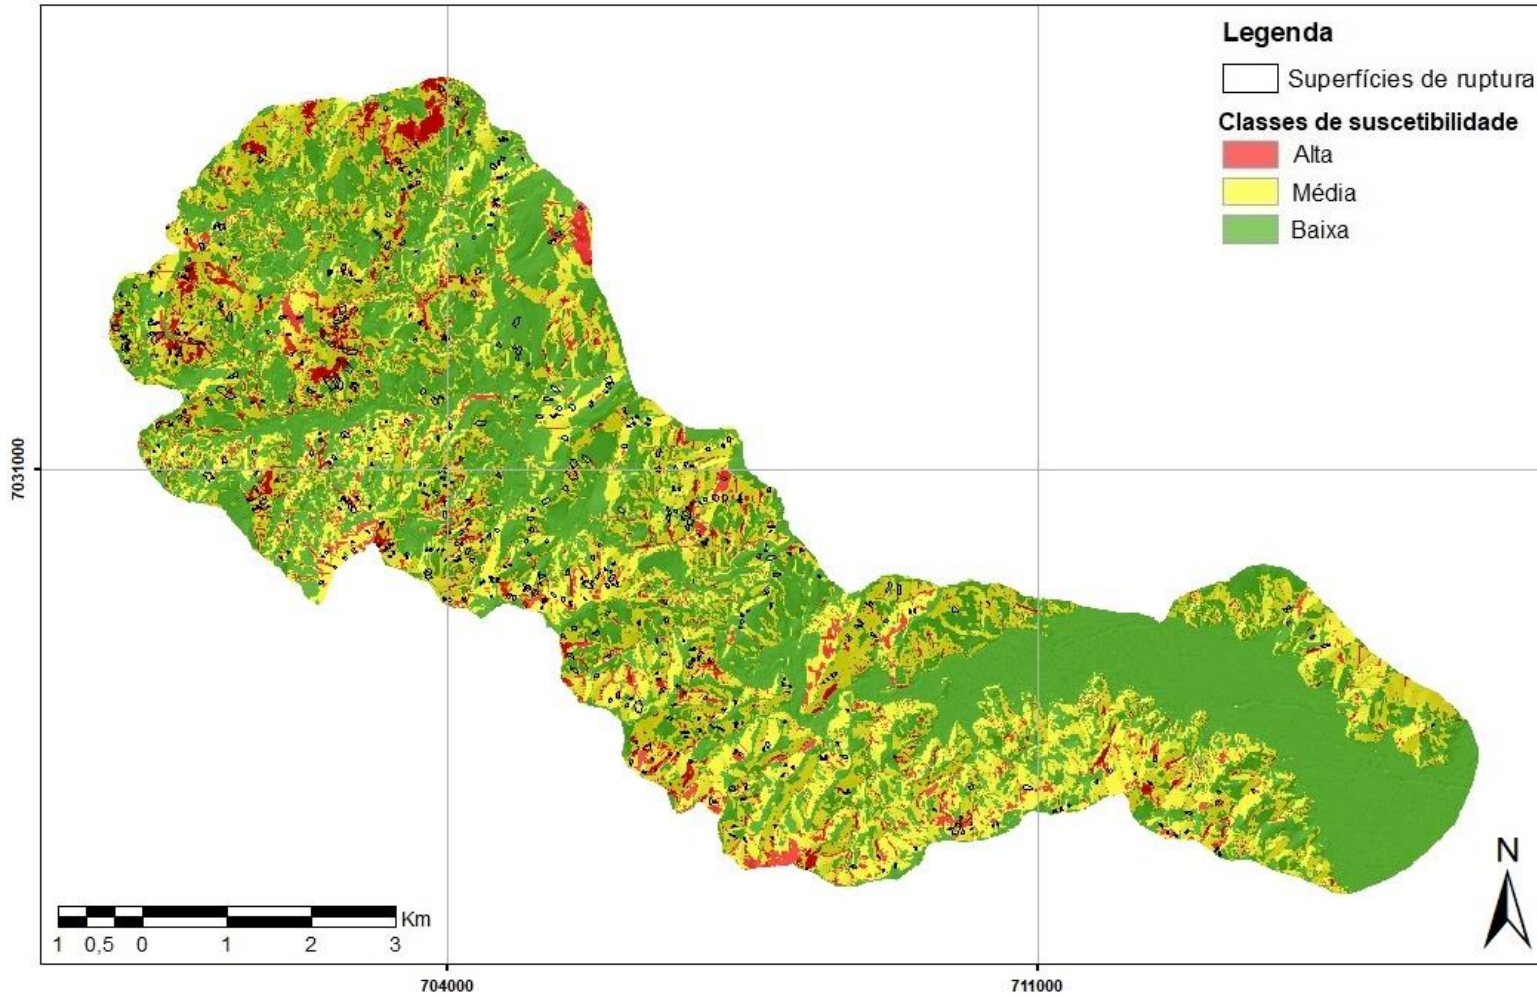 Legenda
Superfícies de ruptura
Classes de suscetibilidade
Alta
Média
Baixa
7031000
N
Km
1 0,5 0 1 2 3
704000 711000